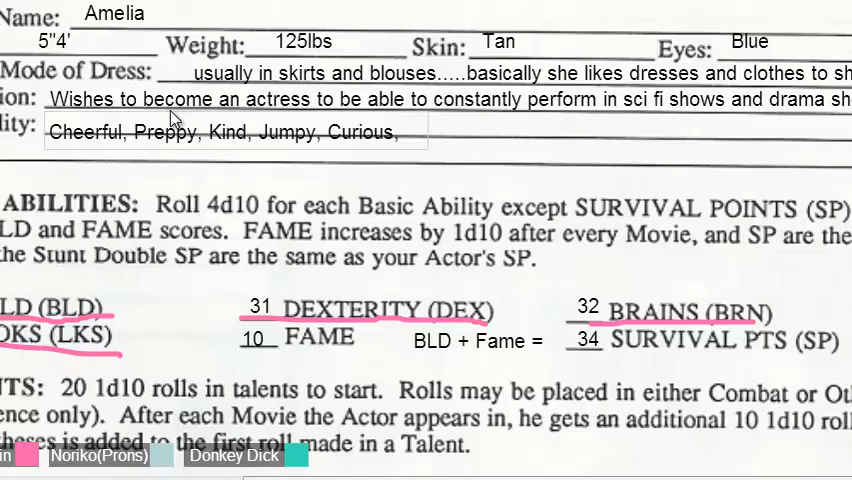 Name: Amelia
5"4' Weight: 125lbs Skin: Tan Eyes: Blue
Mode of Dress: usually in skirts and blouses.....basically she likes dresses and clothes to sh
ion: Wishes to become an actress to be able to constantly perform in sci fi shows and drama sh
lity: Cheerful, Preppy, Kind, Jumpy, Curious,
ABILITIES: Roll 4d10 for each Basic Ability except SURVIVAL POINTS (SP)
LD and FAME scores. FAME increases by 1d10 after every Movie, and SP are the
the Stunt Double SP are the same as your Actor's SP.
LD (BLD) 31 DEXTERITY (DEX) 32 BRAINS (BRN)
OKS (LKS) 10 FAME BLD + Fame = 34 SURVIVAL PTS (SP)
NTS: 20 1d10 rolls in talents to start. Rolls may be placed in either Combat or Ot
ence only). After each Movie the Actor appears in, he gets an additional 10 1d10 roll
theses is added to the first roll made in a Talent.
in Noriko(Prons) Donkey Dick